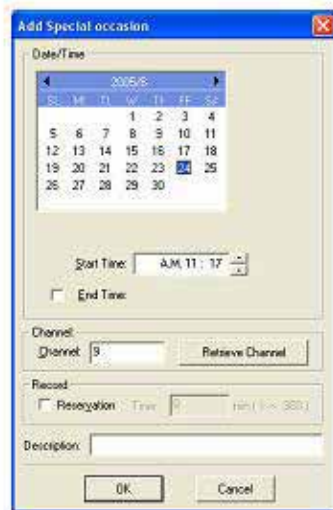 Add Special occasion
Date/Time
2005/6
SU MO TU W TH FR SA
1 2 3 4
5 6 7 8 9 10 11
12 13 14 15 16 17 18
19 20 21 22 23 24 25
26 27 28 29 30
Start Time: A.M. 11 : 17
End Time:
Channel
Channel: 9 Retrieve Channel
Record
Reservation Time
Description:
OK Cancel